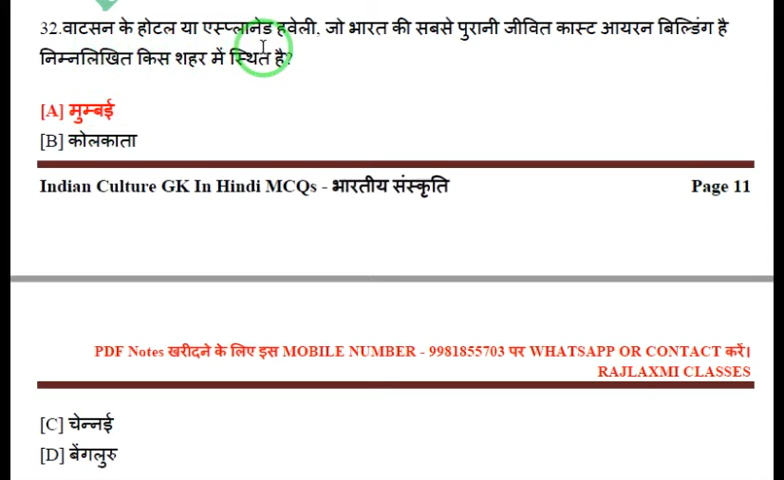 32.वाटसन के होटल या एस्प्लानेड हवेली, जो भारत की सबसे पुरानी जीवित कास्ट आयरन बिल्डिंग है
निम्नलिखित किस शहर में स्थित है?
[A] मुम्बई
[B] कोलकाता
Indian Culture GK In Hindi MCQs - भारतीय संस्कृति Page 11
PDF Notes खरीदने के लिए इस MOBILE NUMBER - 9981855703 पर WHATSAPP OR CONTACT करें।
RAJLAXMI CLASSES
[C] चेन्नई
[D] बेंगलुरु